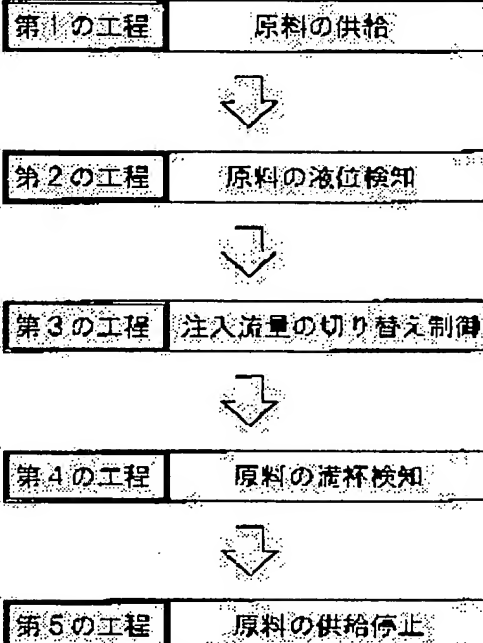 第1の工程 原料の供給
第2の工程 原料の液位検知
第3の工程 注入流量の切り替え制御
第4の工程 原料の満杯検知
第5の工程 原料の供給停止